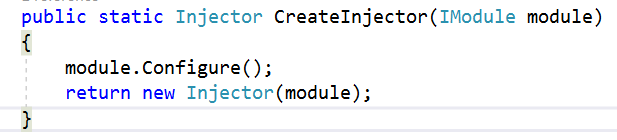 public static Injector CreateInjector(IModule module)
{
module.Configure();
return new Injector(module);
}